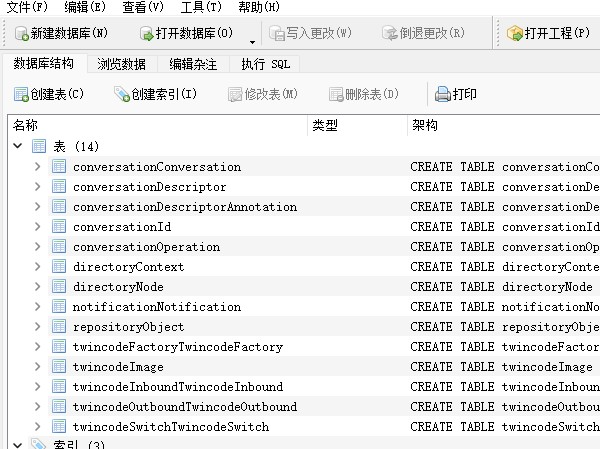 文件(F) 编辑(E) 查看(V) 工具(T) 帮助(H)
新建数据库(N) 打开数据库(O) 写入更改(W) 倒退更改(R) 打开工程(P)
数据库结构 浏览数据 编辑杂注 执行 SQL
创建表(C) 创建索引(I) 修改表(M) 删除表(D) 打印
名称 类型 架构
表 (14)
conversationConversation CREATE TABLE conversationCo
conversationDescriptor CREATE TABLE conversationDe
conversationDescriptorAnnotation CREATE TABLE conversationDe
conversationId CREATE TABLE conversationId
conversationOperation CREATE TABLE conversationOp
directoryContext CREATE TABLE directoryConte
directoryNode CREATE TABLE directoryNode
notificationNotification CREATE TABLE notificationNo
repositoryObject CREATE TABLE repositoryObje
twincodeFactoryTwincodeFactory CREATE TABLE twincodeFactor
twincodeImage CREATE TABLE twincodeImage
twincodeInboundTwincodeInbound CREATE TABLE twincodeInboun
twincodeOutboundTwincodeOutbound CREATE TABLE twincodeOutbou
twincodeSwitchTwincodeSwitch CREATE TABLE twincodeSwitch
索引 (3)